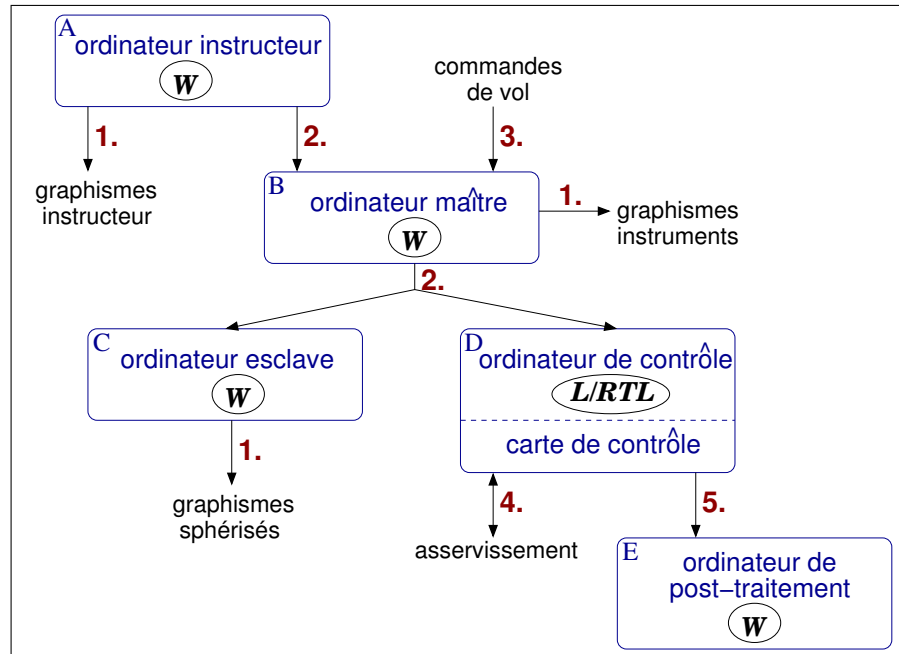 A
ordinateur instructeur
W
commandes
de vol
1.
2.
3.
graphismes
instructeur
B
ordinateur maître
W
1.
graphismes
instruments
2.
C
ordinateur esclave
W
D
ordinateur de contrôle
L/RTL
carte de contrôle
1.
graphismes
sphérisés
4.
asservissement
5.
E
ordinateur de
post−traitement
W